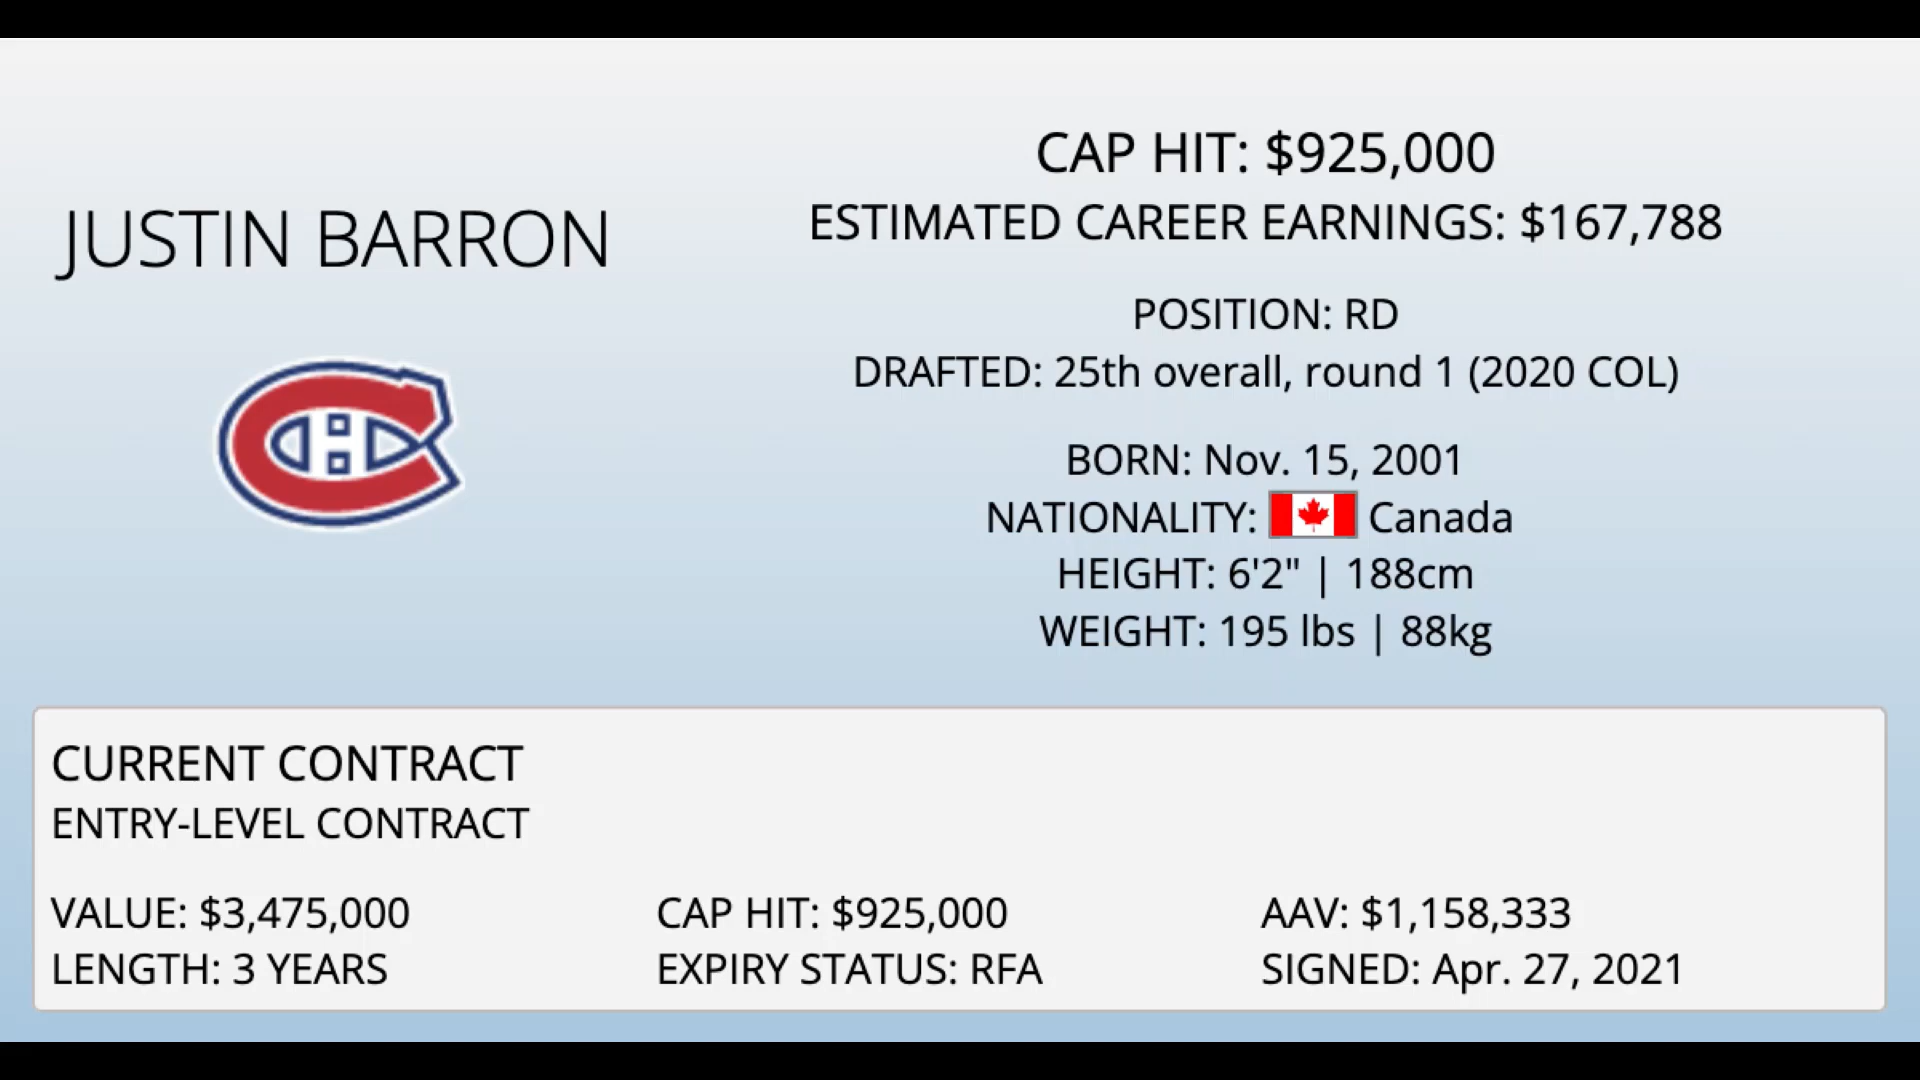 JUSTIN BARRON
CAP HIT: $925,000
ESTIMATED CAREER EARNINGS: $167,788
POSITION: RD
DRAFTED: 25th overall, round 1 (2020 COL)
BORN: Nov. 15, 2001
NATIONALITY: Canada
HEIGHT: 6'2" | 188cm
WEIGHT: 195 lbs | 88kg
CURRENT CONTRACT
ENTRY-LEVEL CONTRACT
VALUE: $3,475,000 CAP HIT: $925,000 AAV: $1,158,333
LENGTH: 3 YEARS EXPIRY STATUS: RFA SIGNED: Apr. 27, 2021